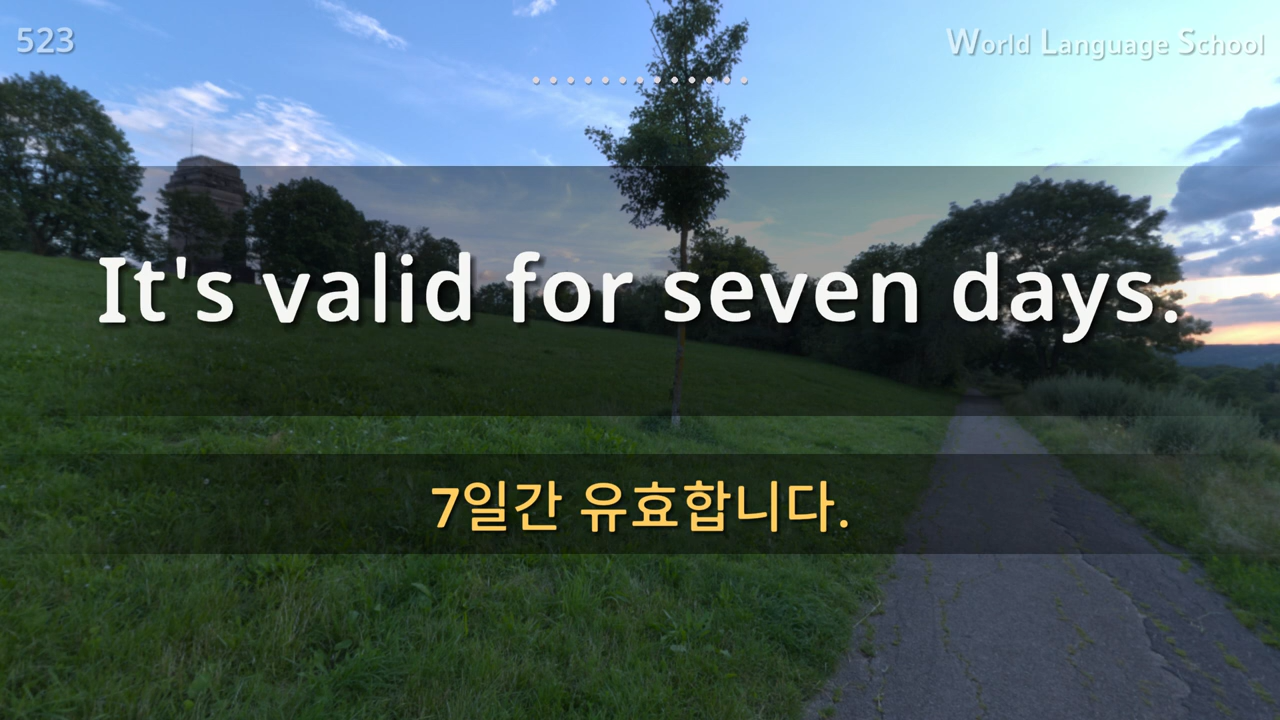 523
World Language School
It's valid for seven days.
7일간 유효합니다.